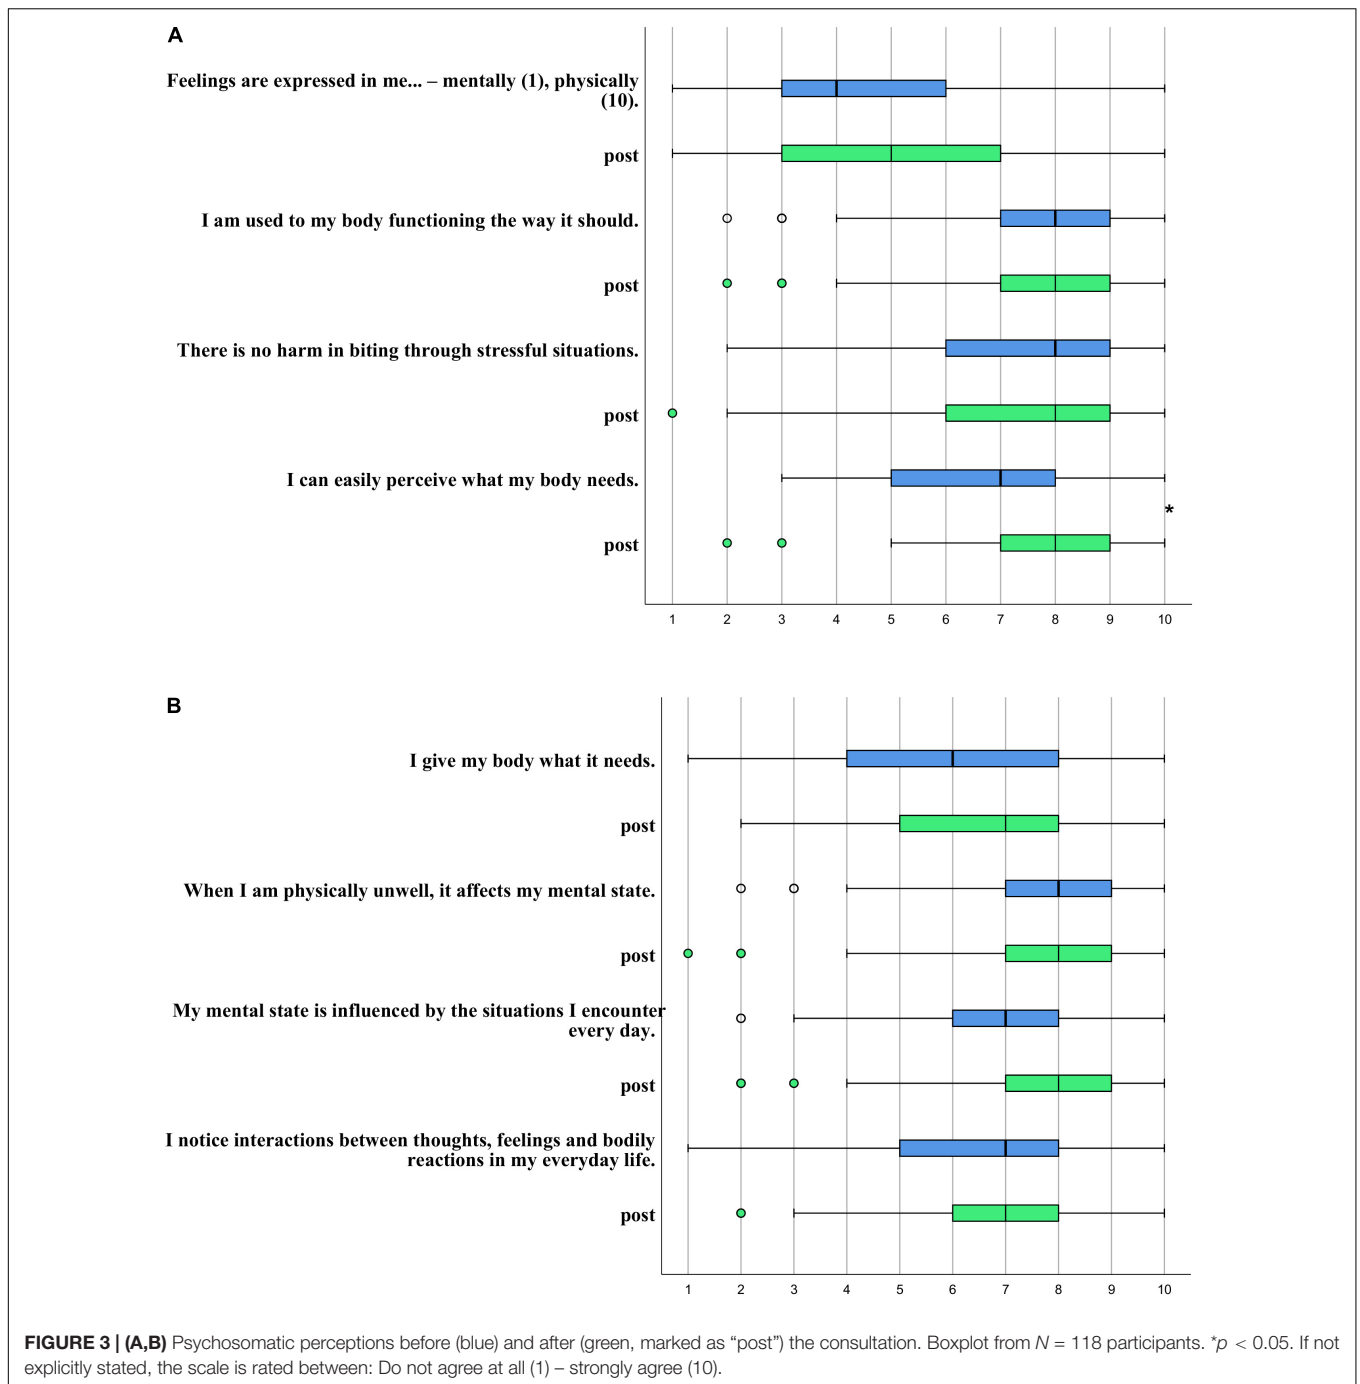 A
Feelings are expressed in me... – mentally (1), physically
(10).
post
I am used to my body functioning the way it should.
post
There is no harm in biting through stressful situations.
post
I can easily perceive what my body needs.
*
post
1 2 3 4 5 6 7 8 9 10
B
I give my body what it needs.
post
When I am physically unwell, it affects my mental state.
post
My mental state is influenced by the situations I encounter
every day.
post
I notice interactions between thoughts, feelings and bodily
reactions in my everyday life.
post
1 2 3 4 5 6 7 8 9 10
FIGURE 3 | (A,B) Psychosomatic perceptions before (blue) and after (green, marked as “post”) the consultation. Boxplot from N = 118 participants. *p < 0.05. If not
explicitly stated, the scale is rated between: Do not agree at all (1) – strongly agree (10).